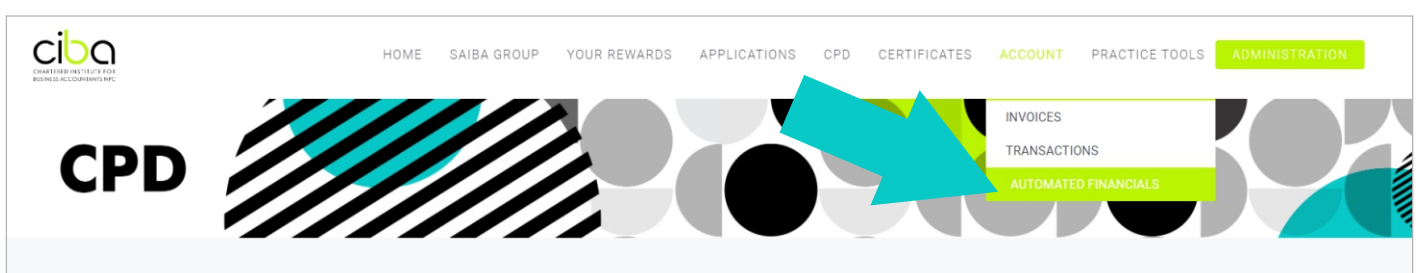 ciba
CHARTERED INSTITUTE FOR
BUSINESS ACCOUNTANTS NPC
HOME SAIBA GROUP YOUR REWARDS APPLICATIONS CPD CERTIFICATES ACCOUNT PRACTICE TOOLS ADMINISTRATION
INVOICES
TRANSACTIONS
AUTOMATED FINANCIALS
CPD